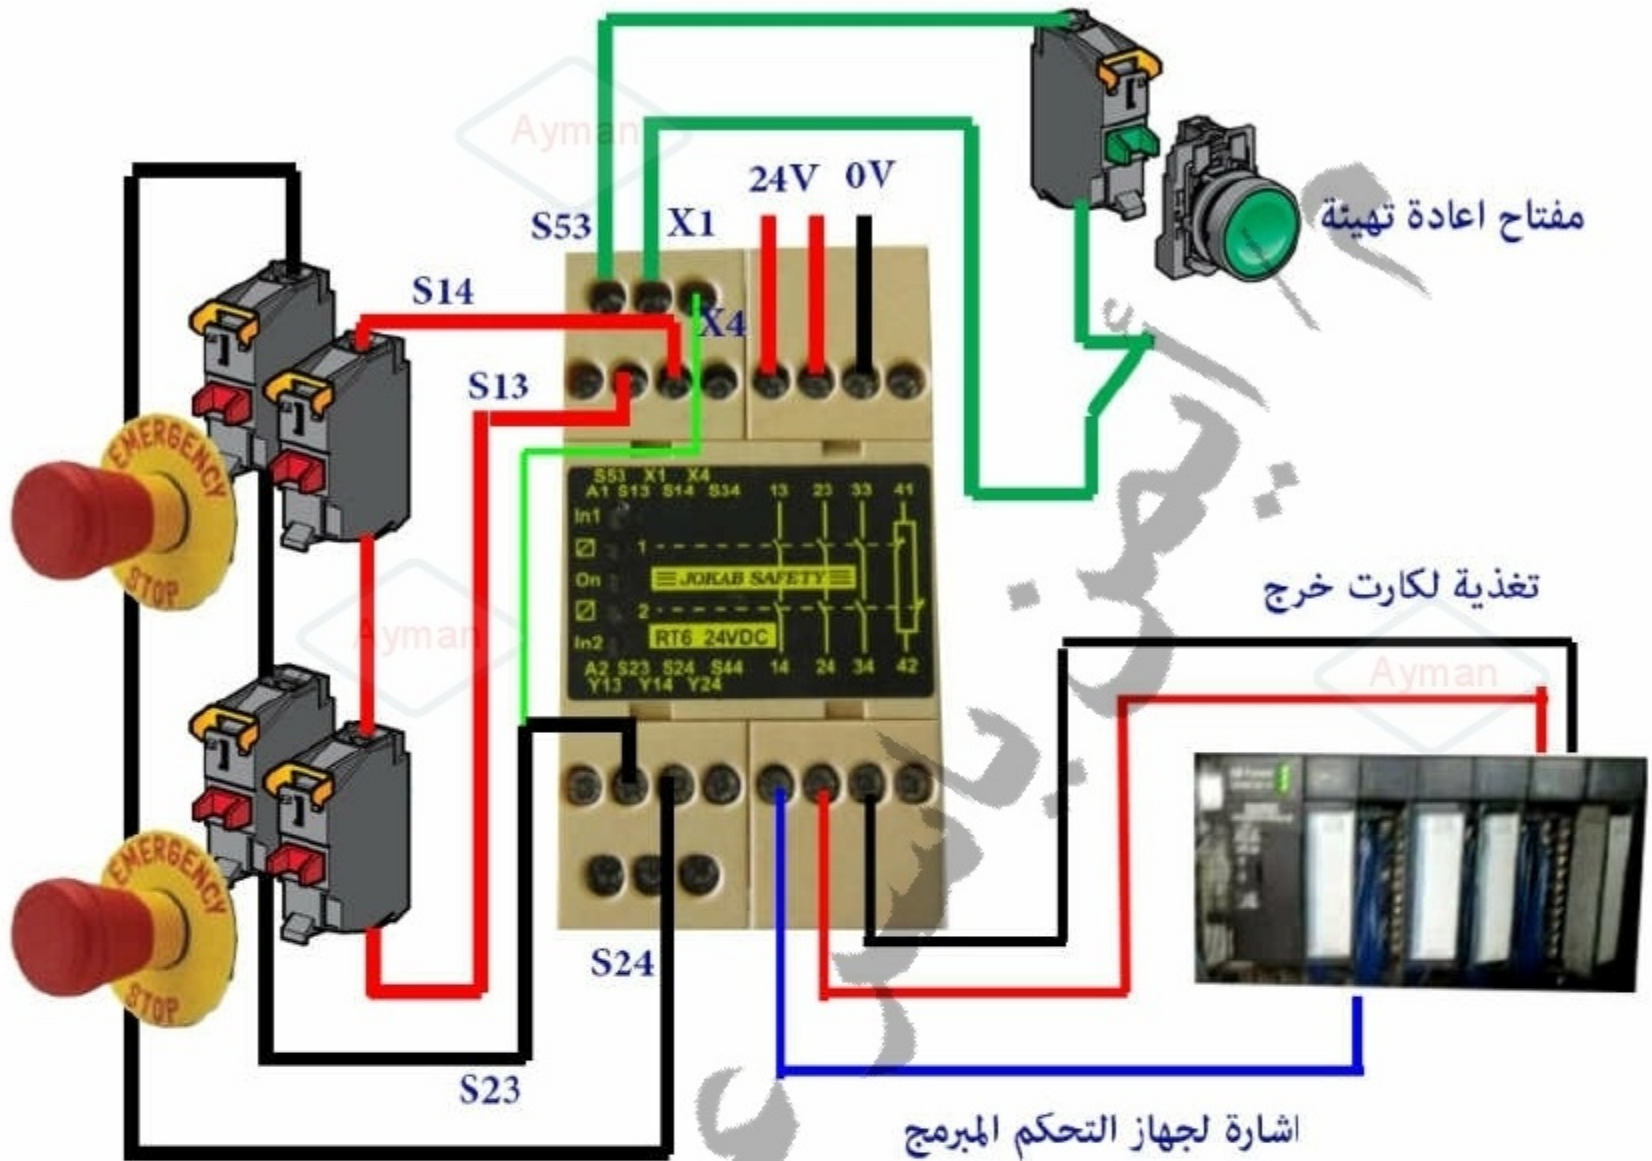 Ayman
24V 0V
S53 X1
مفتاح اعادة تهيئة
S14
X4
S13
EMERGENCY
STOP
S53 X1 X4
A1 S13 S14 S34 13 23 33 41
In1
1
On
JOKAB SAFETY
2
In2
RT6 24VDC
A2 S23 S24 S44 14 24 34 42
Y13 Y14 Y24
تغذية لكارت خرج
Ayman
Ayman
EMERGENCY
STOP
S24
S23
اشارة لجهاز التحكم المبرمج